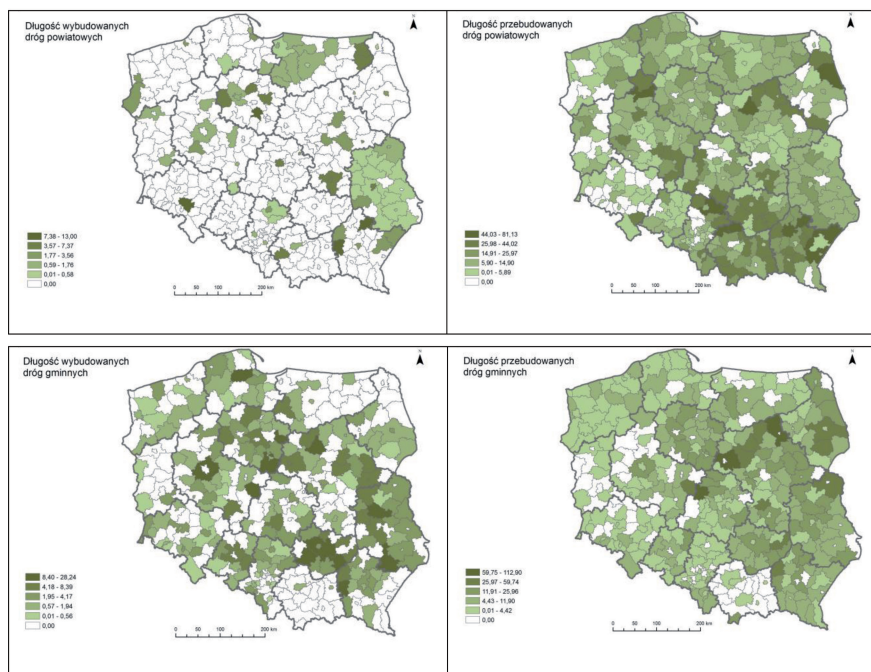 Długość wybudowanych
dróg powiatowych
7,38 - 13,00
3,57 - 7,37
1,77 - 3,56
0,59 - 1,76
0,01 - 0,58
0,00
0 50 100 200 km
Długość przebudowanych
dróg powiatowych
44,03 - 81,13
25,98 - 44,02
14,91 - 25,97
5,90 - 14,90
0,01 - 5,89
0,00
0 50 100 200 km
Długość wybudowanych
dróg gminnych
8,40 - 28,24
4,18 - 8,39
1,95 - 4,17
0,57 - 1,94
0,01 - 0,56
0,00
0 50 100 200 km
Długość przebudowanych
dróg gminnych
59,75 - 112,90
25,97 - 59,74
11,91 - 25,96
4,43 - 11,90
0,01 - 4,42
0,00
0 50 100 200 km